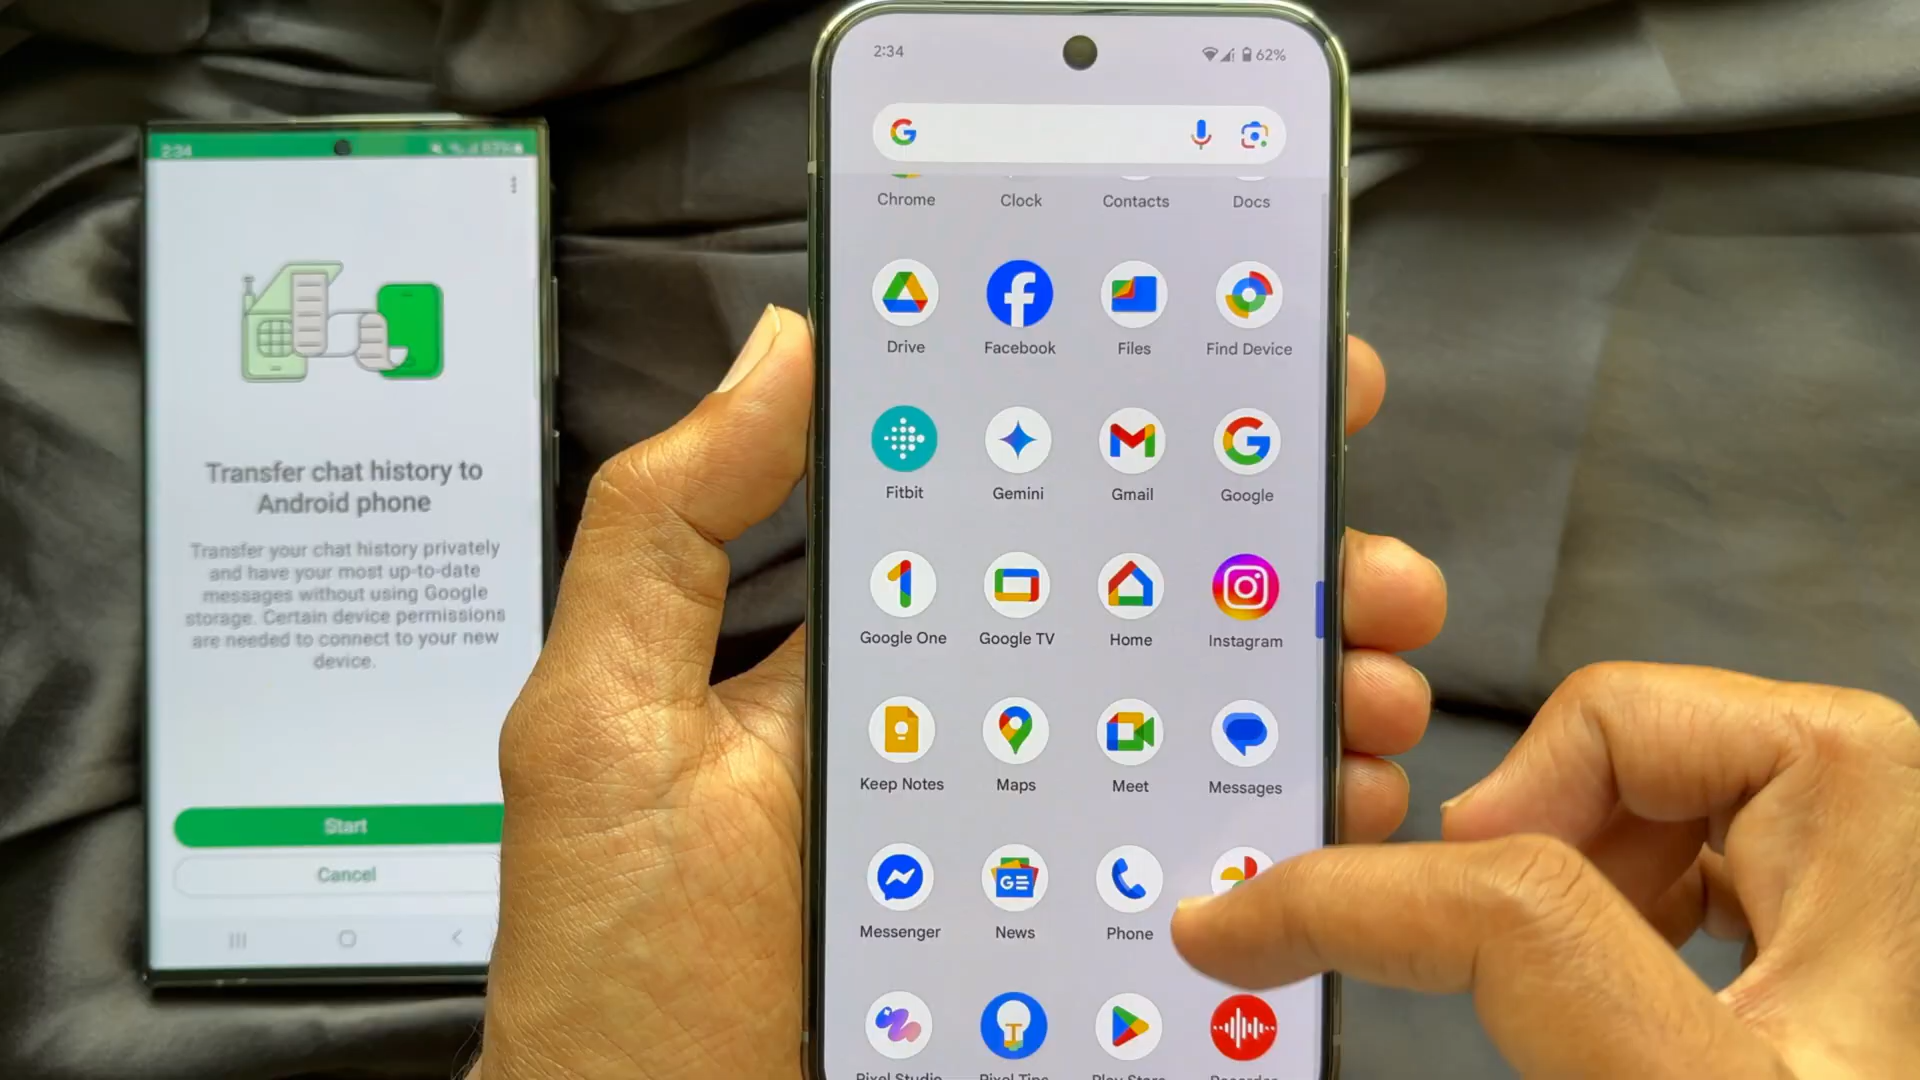 2:34
Transfer chat history to
Android phone
Transfer your chat history privately
and have your most up-to-date
messages without using Google
storage. Certain device permissions
are needed to connect to your new
device.
Start
Cancel
2:34
62%
Chrome
Clock
Contacts
Docs
Drive
Facebook
Files
Find Device
Fitbit
Gemini
Gmail
Google
Google One
Google TV
Home
Instagram
Keep Notes
Maps
Meet
Messages
GE
Messenger
News
Phone
Pixel Studio
Pixel Tips
Play Store
Recorder